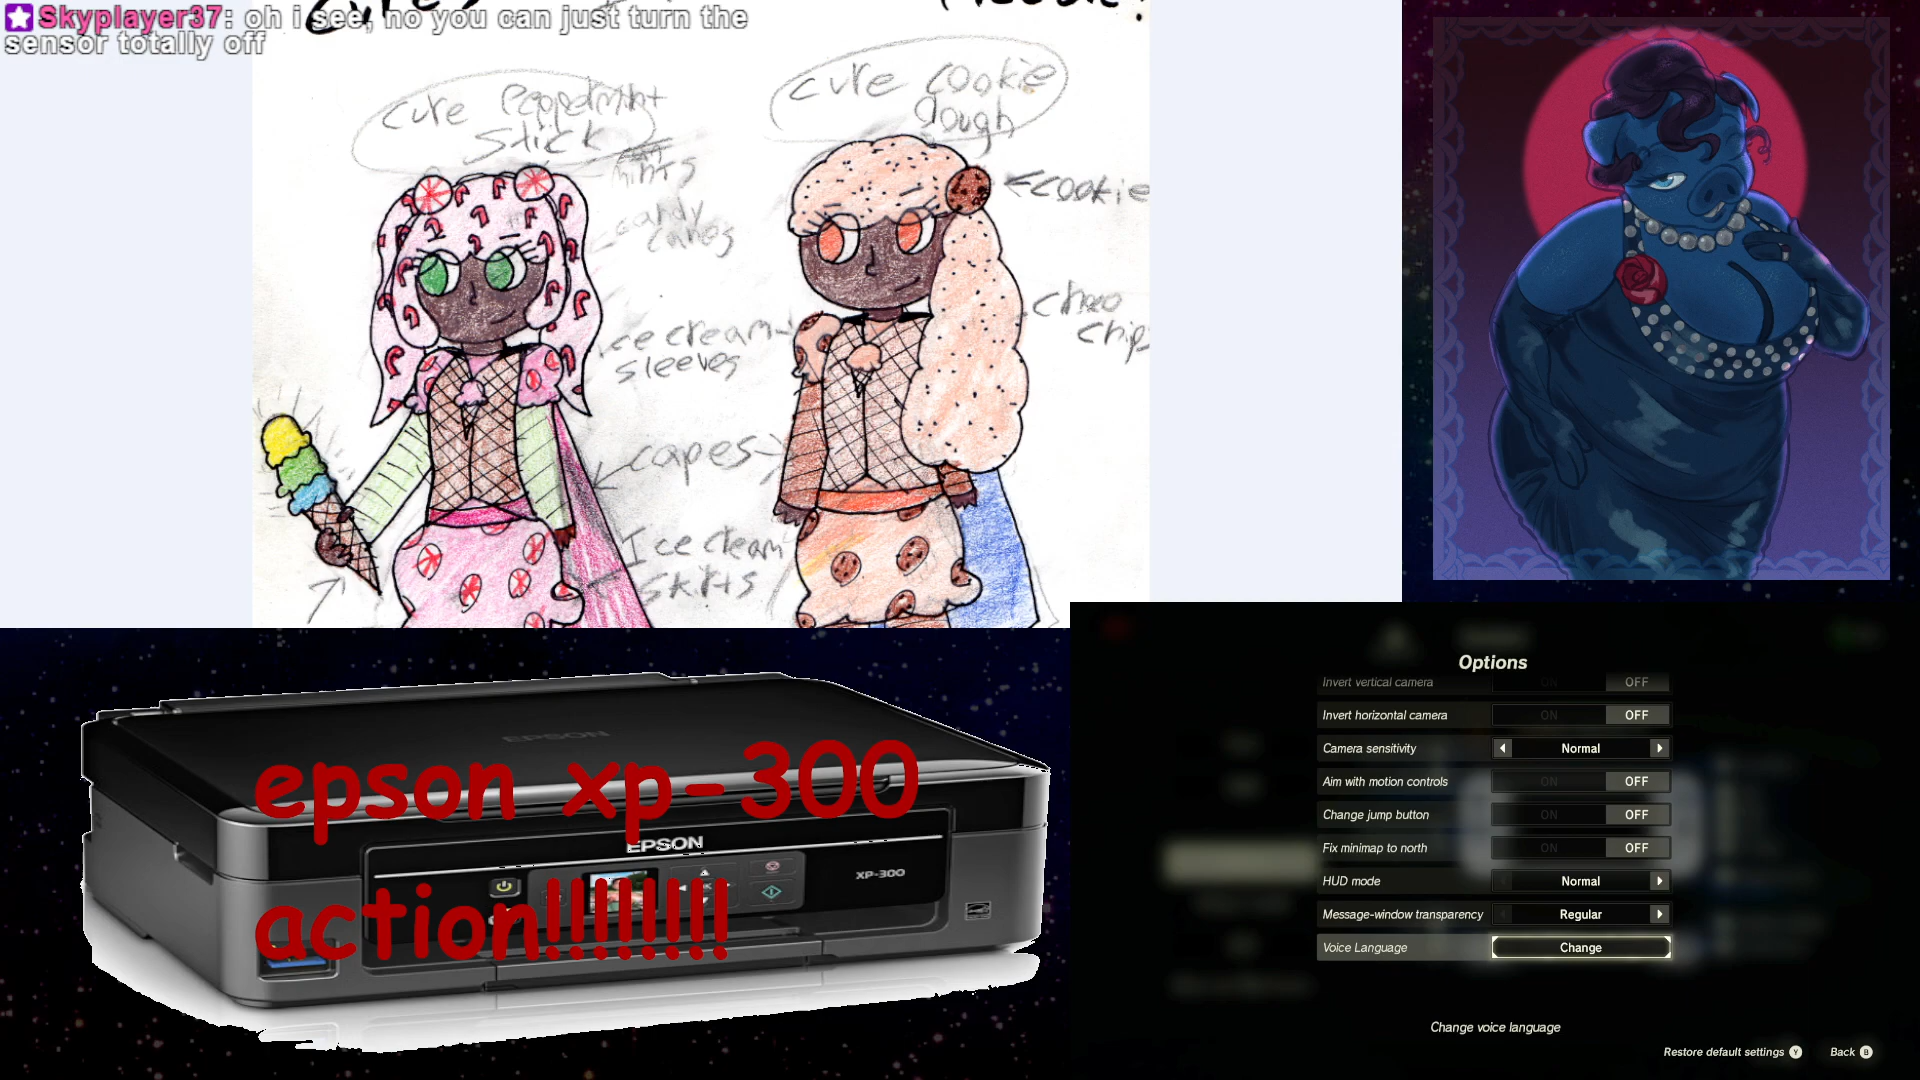 Skyplayer37: oh i see, no you can just turn the
sensor totally off
cure peppermint
stick
mints
candy
canes
ice cream
sleeves
capes
Ice cream
skirts
cure cookie
dough
cookie
choco
chips
epson xp-300
action!!!!!!!!
EPSON
EPSON
XP-300
Options
Invert vertical camera ON OFF
Invert horizontal camera ON OFF
Camera sensitivity Normal
Aim with motion controls ON OFF
Change jump button ON OFF
Fix minimap to north ON OFF
HUD mode Normal
Message-window transparency Regular
Voice Language Change
Change voice language
Restore default settings Y Back B